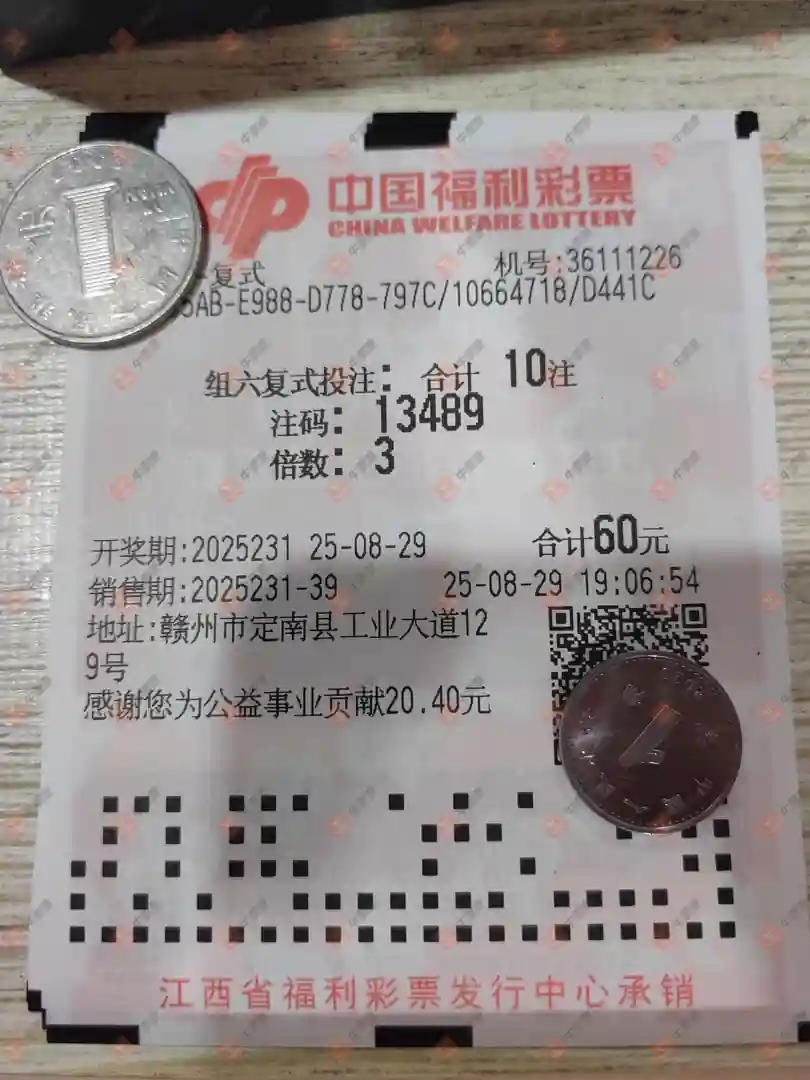 中国福利彩票
CHINA WELFARE LOTTERY
复式 机号:36111226
5AB-E988-D778-797C/10664718/D441C
组六复式投注: 合计 10注
注码: 13489
倍数: 3
开奖期:2025231 25-08-29 合计60元
销售期:2025231-39 25-08-29 19:06:54
地址:赣州市定南县工业大道12
9号
感谢您为公益事业贡献20.40元
江西省福利彩票发行中心承销
1
1